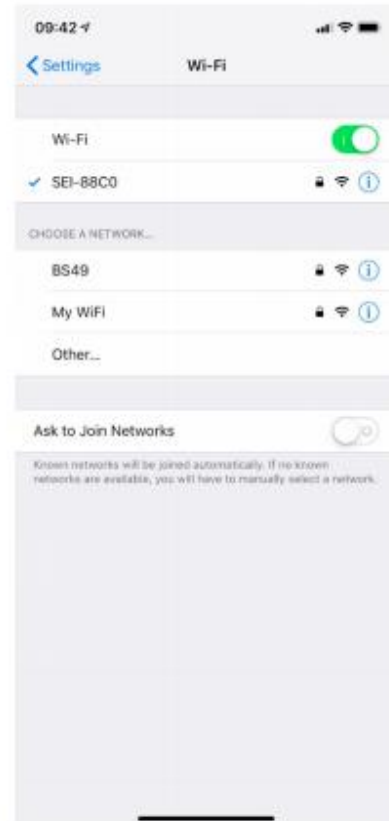 09:42
Settings Wi-Fi
Wi-Fi
SEI-88C0
CHOOSE A NETWORK...
BS49
My WiFi
Other...
Ask to Join Networks
Known networks will be joined automatically. If no known
networks are available, you will have to manually select a network.